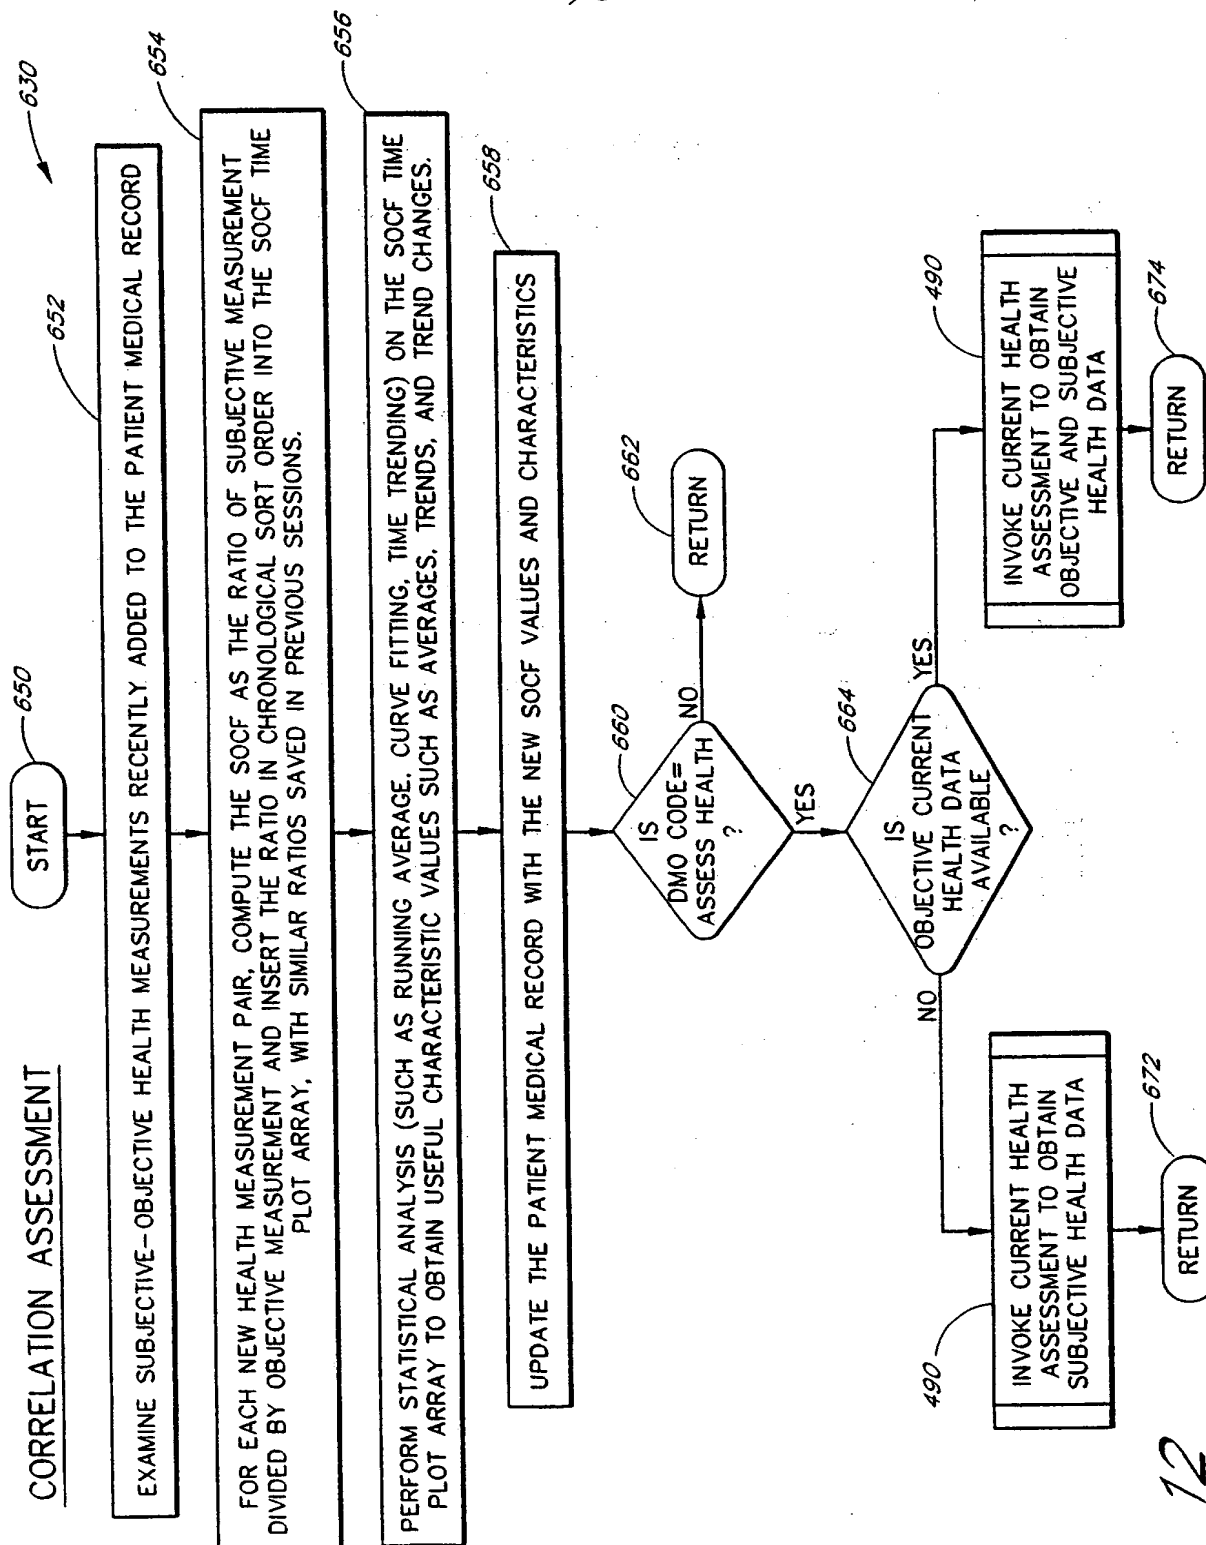 CORRELATION ASSESSMENT
630
START
650
EXAMINE SUBJECTIVE-OBJECTIVE HEALTH MEASUREMENTS RECENTLY ADDED TO THE PATIENT MEDICAL RECORD
652
FOR EACH NEW HEALTH MEASUREMENT PAIR, COMPUTE THE SOCF AS THE RATIO OF SUBJECTIVE MEASUREMENT
DIVIDED BY OBJECTIVE MEASUREMENT AND INSERT THE RATIO IN CHRONOLOGICAL SORT ORDER INTO THE SOCF TIME
PLOT ARRAY, WITH SIMILAR RATIOS SAVED IN PREVIOUS SESSIONS.
654
PERFORM STATISTICAL ANALYSIS (SUCH AS RUNNING AVERAGE, CURVE FITTING, TIME TRENDING) ON THE SOCF TIME
PLOT ARRAY TO OBTAIN USEFUL CHARACTERISTIC VALUES SUCH AS AVERAGES, TRENDS, AND TREND CHANGES.
656
UPDATE THE PATIENT MEDICAL RECORD WITH THE NEW SOCF VALUES AND CHARACTERISTICS
658
IS
DMO CODE=
ASSESS HEALTH
?
660
NO
RETURN
662
YES
IS
OBJECTIVE CURRENT
HEALTH DATA
AVAILABLE
?
664
NO
YES
INVOKE CURRENT HEALTH
ASSESSMENT TO OBTAIN
SUBJECTIVE HEALTH DATA
490
RETURN
672
INVOKE CURRENT HEALTH
ASSESSMENT TO OBTAIN
OBJECTIVE AND SUBJECTIVE
HEALTH DATA
490
RETURN
674
12